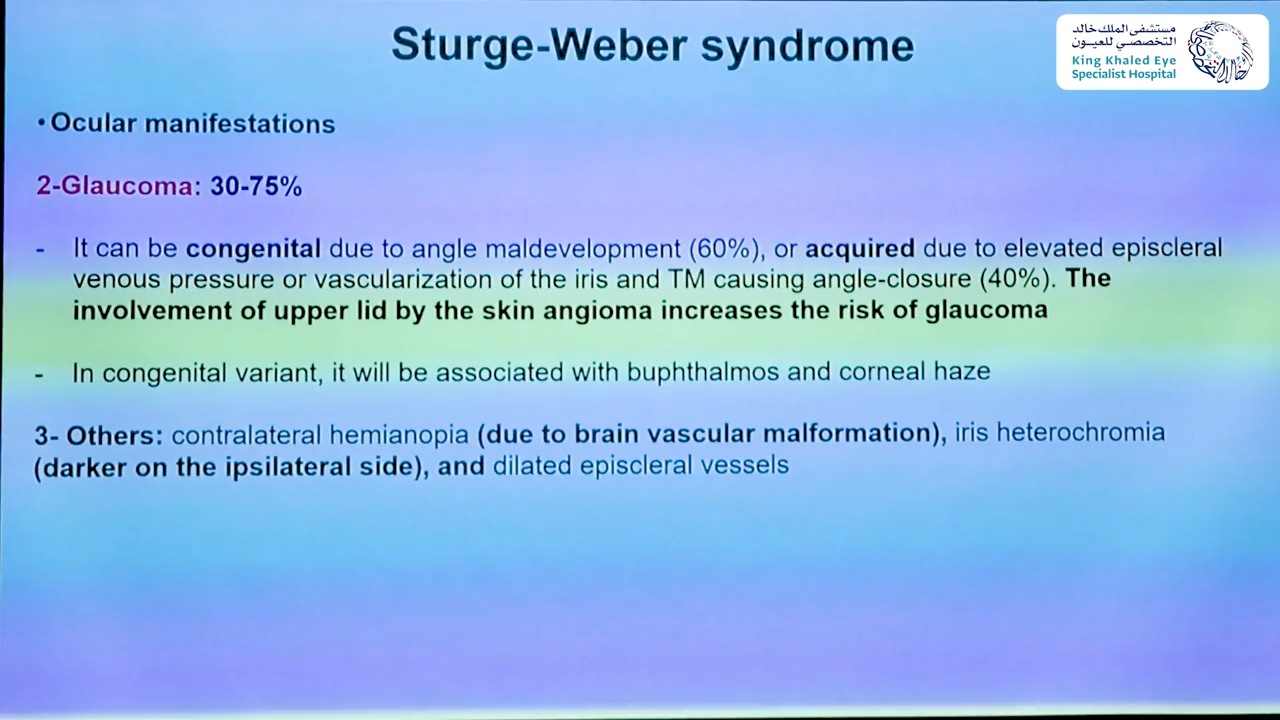 Sturge-Weber syndrome
مستشفى الملك خالد
التخصصي للعيون
King Khaled Eye
Specialist Hospital
•Ocular manifestations
2-Glaucoma: 30-75%
- It can be congenital due to angle maldevelopment (60%), or acquired due to elevated episcleral
venous pressure or vascularization of the iris and TM causing angle-closure (40%). The
involvement of upper lid by the skin angioma increases the risk of glaucoma
- In congenital variant, it will be associated with buphthalmos and corneal haze
3- Others: contralateral hemianopia (due to brain vascular malformation), iris heterochromia
(darker on the ipsilateral side), and dilated episcleral vessels